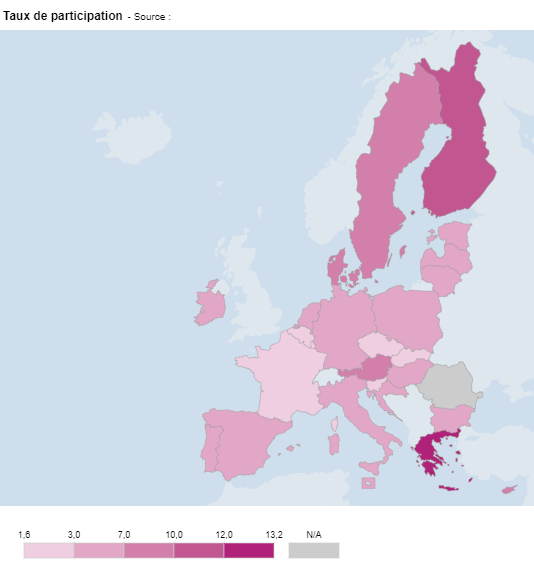 Taux de participation - Source :
1,6 3,0 7,0 10,0 12,0 13,2 N/A